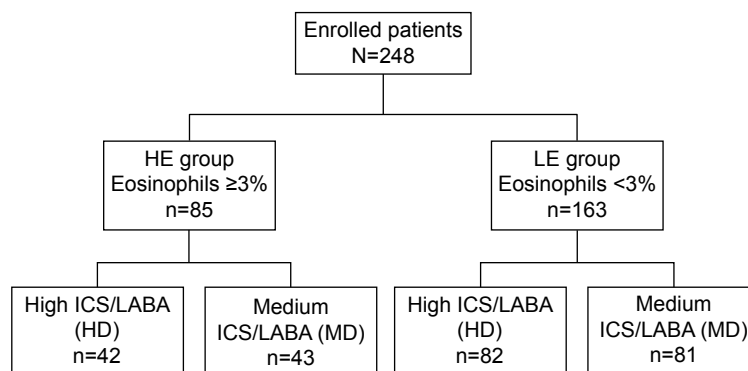 Enrolled patients
N=248
HE group
Eosinophils ≥3%
n=85
LE group
Eosinophils <3%
n=163
High ICS/LABA
(HD)
n=42
Medium
ICS/LABA (MD)
n=43
High ICS/LABA
(HD)
n=82
Medium
ICS/LABA (MD)
n=81